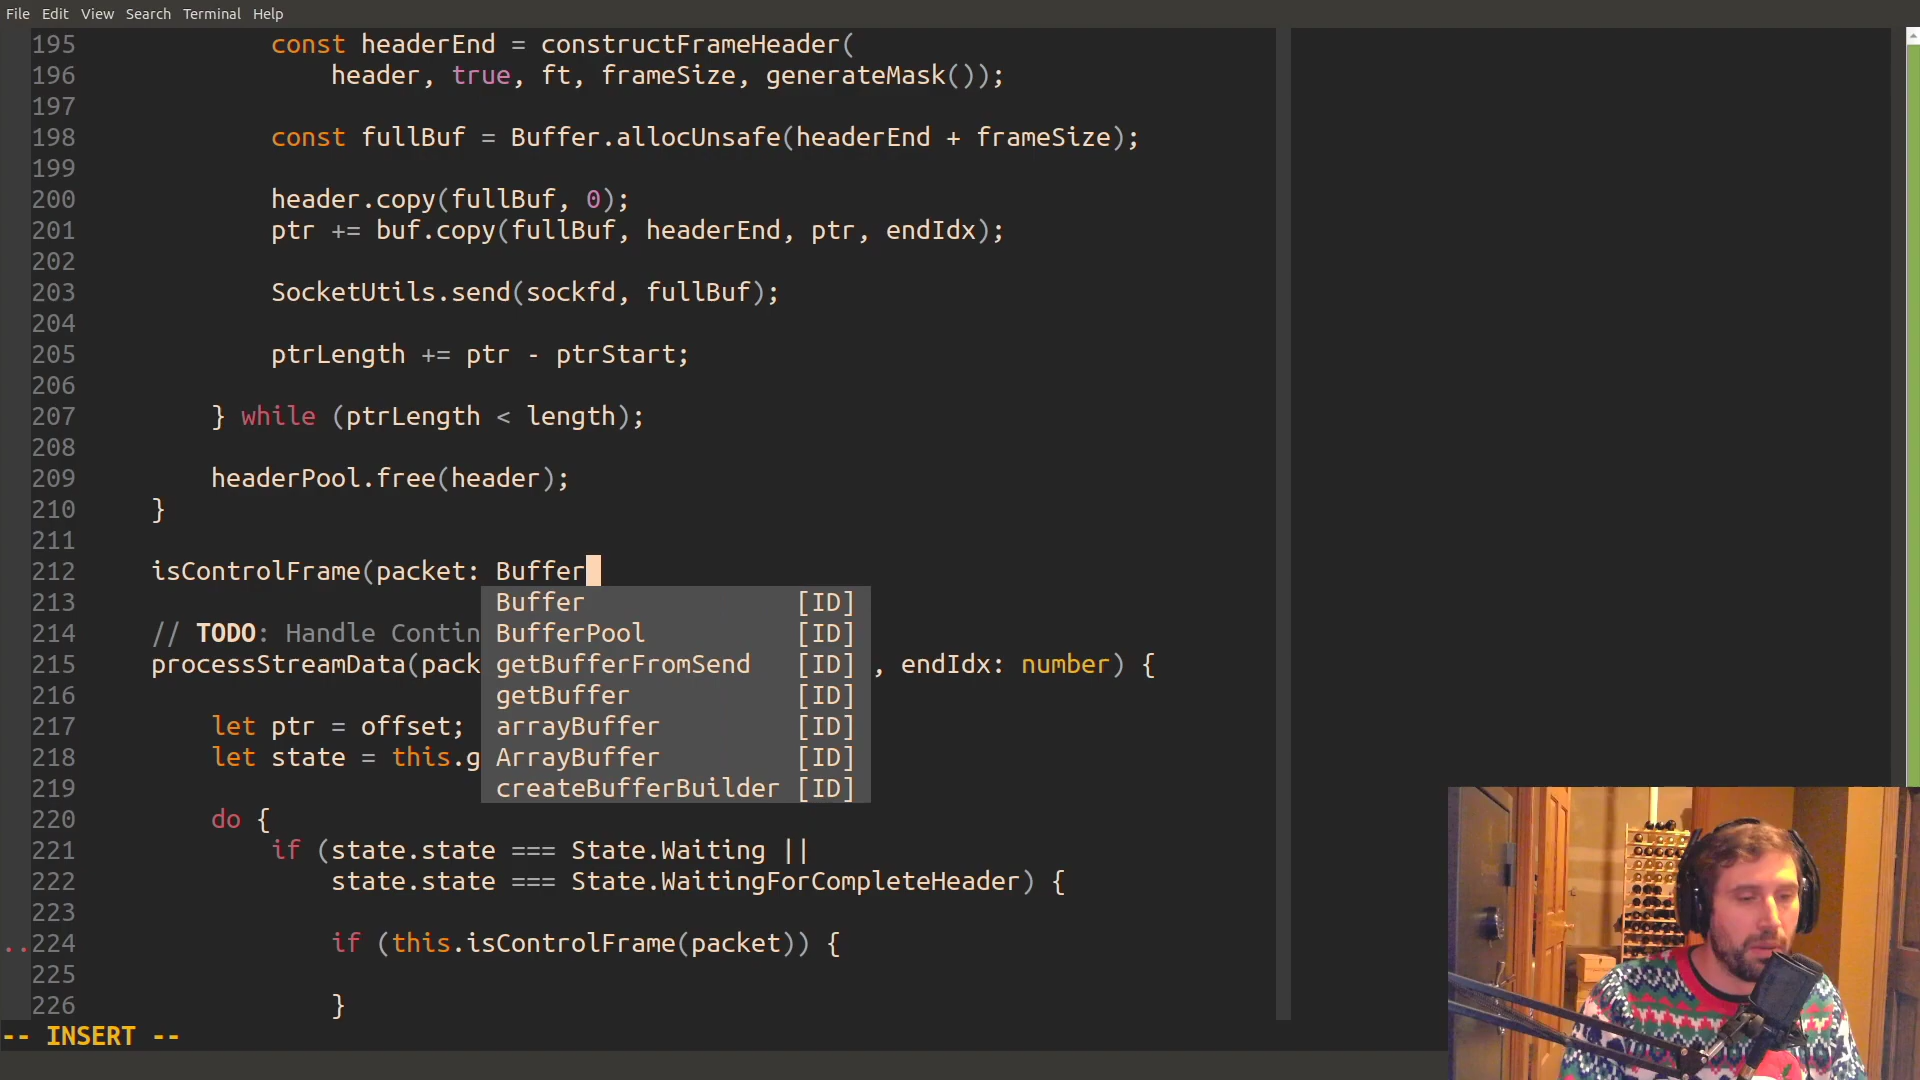 File Edit View Search Terminal Help
195 const headerEnd = constructFrameHeader(
196 header, true, ft, frameSize, generateMask());
197
198 const fullBuf = Buffer.allocUnsafe(headerEnd + frameSize);
199
200 header.copy(fullBuf, 0);
201 ptr += buf.copy(fullBuf, headerEnd, ptr, endIdx);
202
203 SocketUtils.send(sockfd, fullBuf);
204
205 ptrLength += ptr - ptrStart;
206
207 } while (ptrLength < length);
208
209 headerPool.free(header);
210 }
211
212 isControlFrame(packet: Buffer
213 Buffer [ID]
214 // TODO: Handle Contin BufferPool [ID]
215 processStreamData(pack getBufferFromSend [ID] , endIdx: number) {
216 getBuffer [ID]
217 let ptr = offset; arrayBuffer [ID]
218 let state = this.g ArrayBuffer [ID]
219 createBufferBuilder [ID]
220 do {
221 if (state.state === State.Waiting ||
222 state.state === State.WaitingForCompleteHeader) {
223
..224 if (this.isControlFrame(packet)) {
225
226 }
-- INSERT --